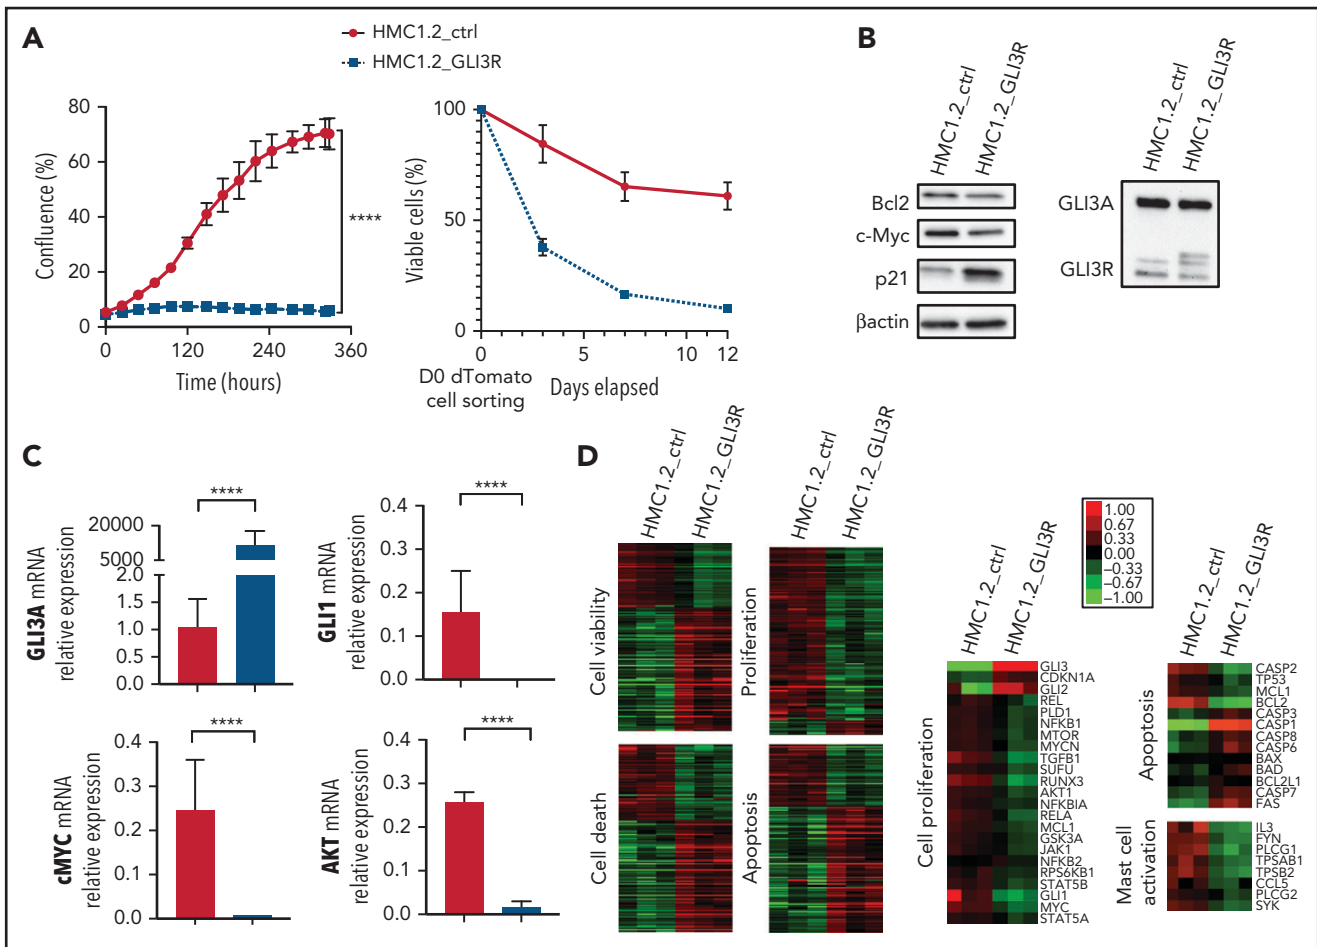 A
HMC1.2_ctrl
HMC1.2_GLI3R
80
60
40
20
0
Confluence (%)
0
120
240
360
Time (hours)
****
100
50
0
Viable cells (%)
0
5
10
12
D0 dTomato
cell sorting
Days elapsed
B
HMC1.2_ctrl
HMC1.2_GLI3R
Bcl2
c-Myc
p21
βactin
HMC1.2_ctrl
HMC1.2_GLI3R
GLI3A
GLI3R
C
GLI3A mRNA
relative expression
20000
5000
2.0
1.5
1.0
0.5
0.0
****
GLI1 mRNA
relative expression
0.4
0.3
0.2
0.1
0.0
****
cMYC mRNA
relative expression
0.4
0.3
0.2
0.1
0.0
****
AKT mRNA
relative expression
0.4
0.3
0.2
0.1
0.0
****
D
HMC1.2_ctrl
HMC1.2_GLI3R
HMC1.2_ctrl
HMC1.2_GLI3R
Cell viability
Proliferation
Cell death
Apoptosis
1.00
0.67
0.33
0.00
−0.33
−0.67
−1.00
HMC1.2_ctrl
HMC1.2_GLI3R
Cell proliferation
GLI3
CDKN1A
GLI2
REL
PLD1
NFKB1
MTOR
MYCN
TGFB1
SUFU
RUNX3
AKT1
NFKBIA
RELA
MCL1
GSK3A
JAK1
NFKB2
RPS6KB1
STAT5B
GLI1
MYC
STAT5A
HMC1.2_ctrl
HMC1.2_GLI3R
Apoptosis
CASP2
TP53
MCL1
BCL2
CASP3
CASP1
CASP8
CASP6
BAX
BAD
BCL2L1
CASP7
FAS
Mast cell
activation
IL3
FYN
PLCG1
TPSAB1
TPSB2
CCL5
PLCG2
SYK